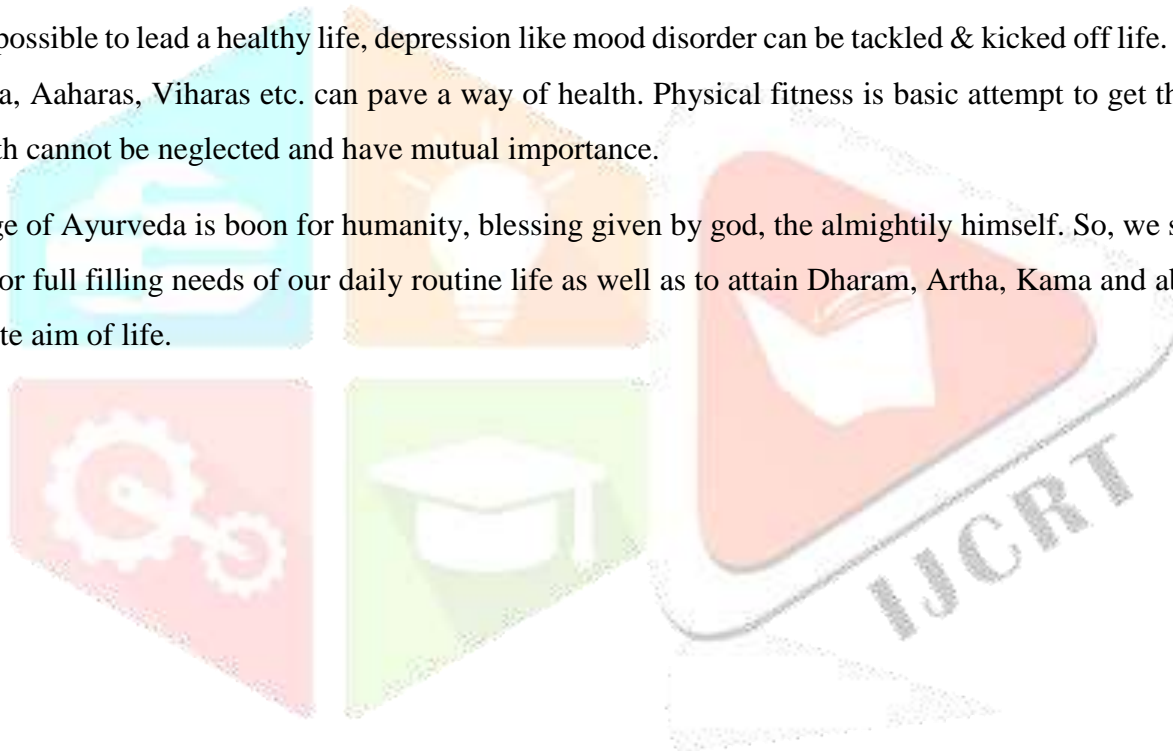 possible to lead a healthy life, depression like mood disorder can be tackled & kicked off life.
a, Aaharas, Viharas etc. can pave a way of health. Physical fitness is basic attempt to get th
th cannot be neglected and have mutual importance.
ge of Ayurveda is boon for humanity, blessing given by god, the almightily himself. So, we s
or full filling needs of our daily routine life as well as to attain Dharam, Artha, Kama and al
te aim of life.
IJCRT